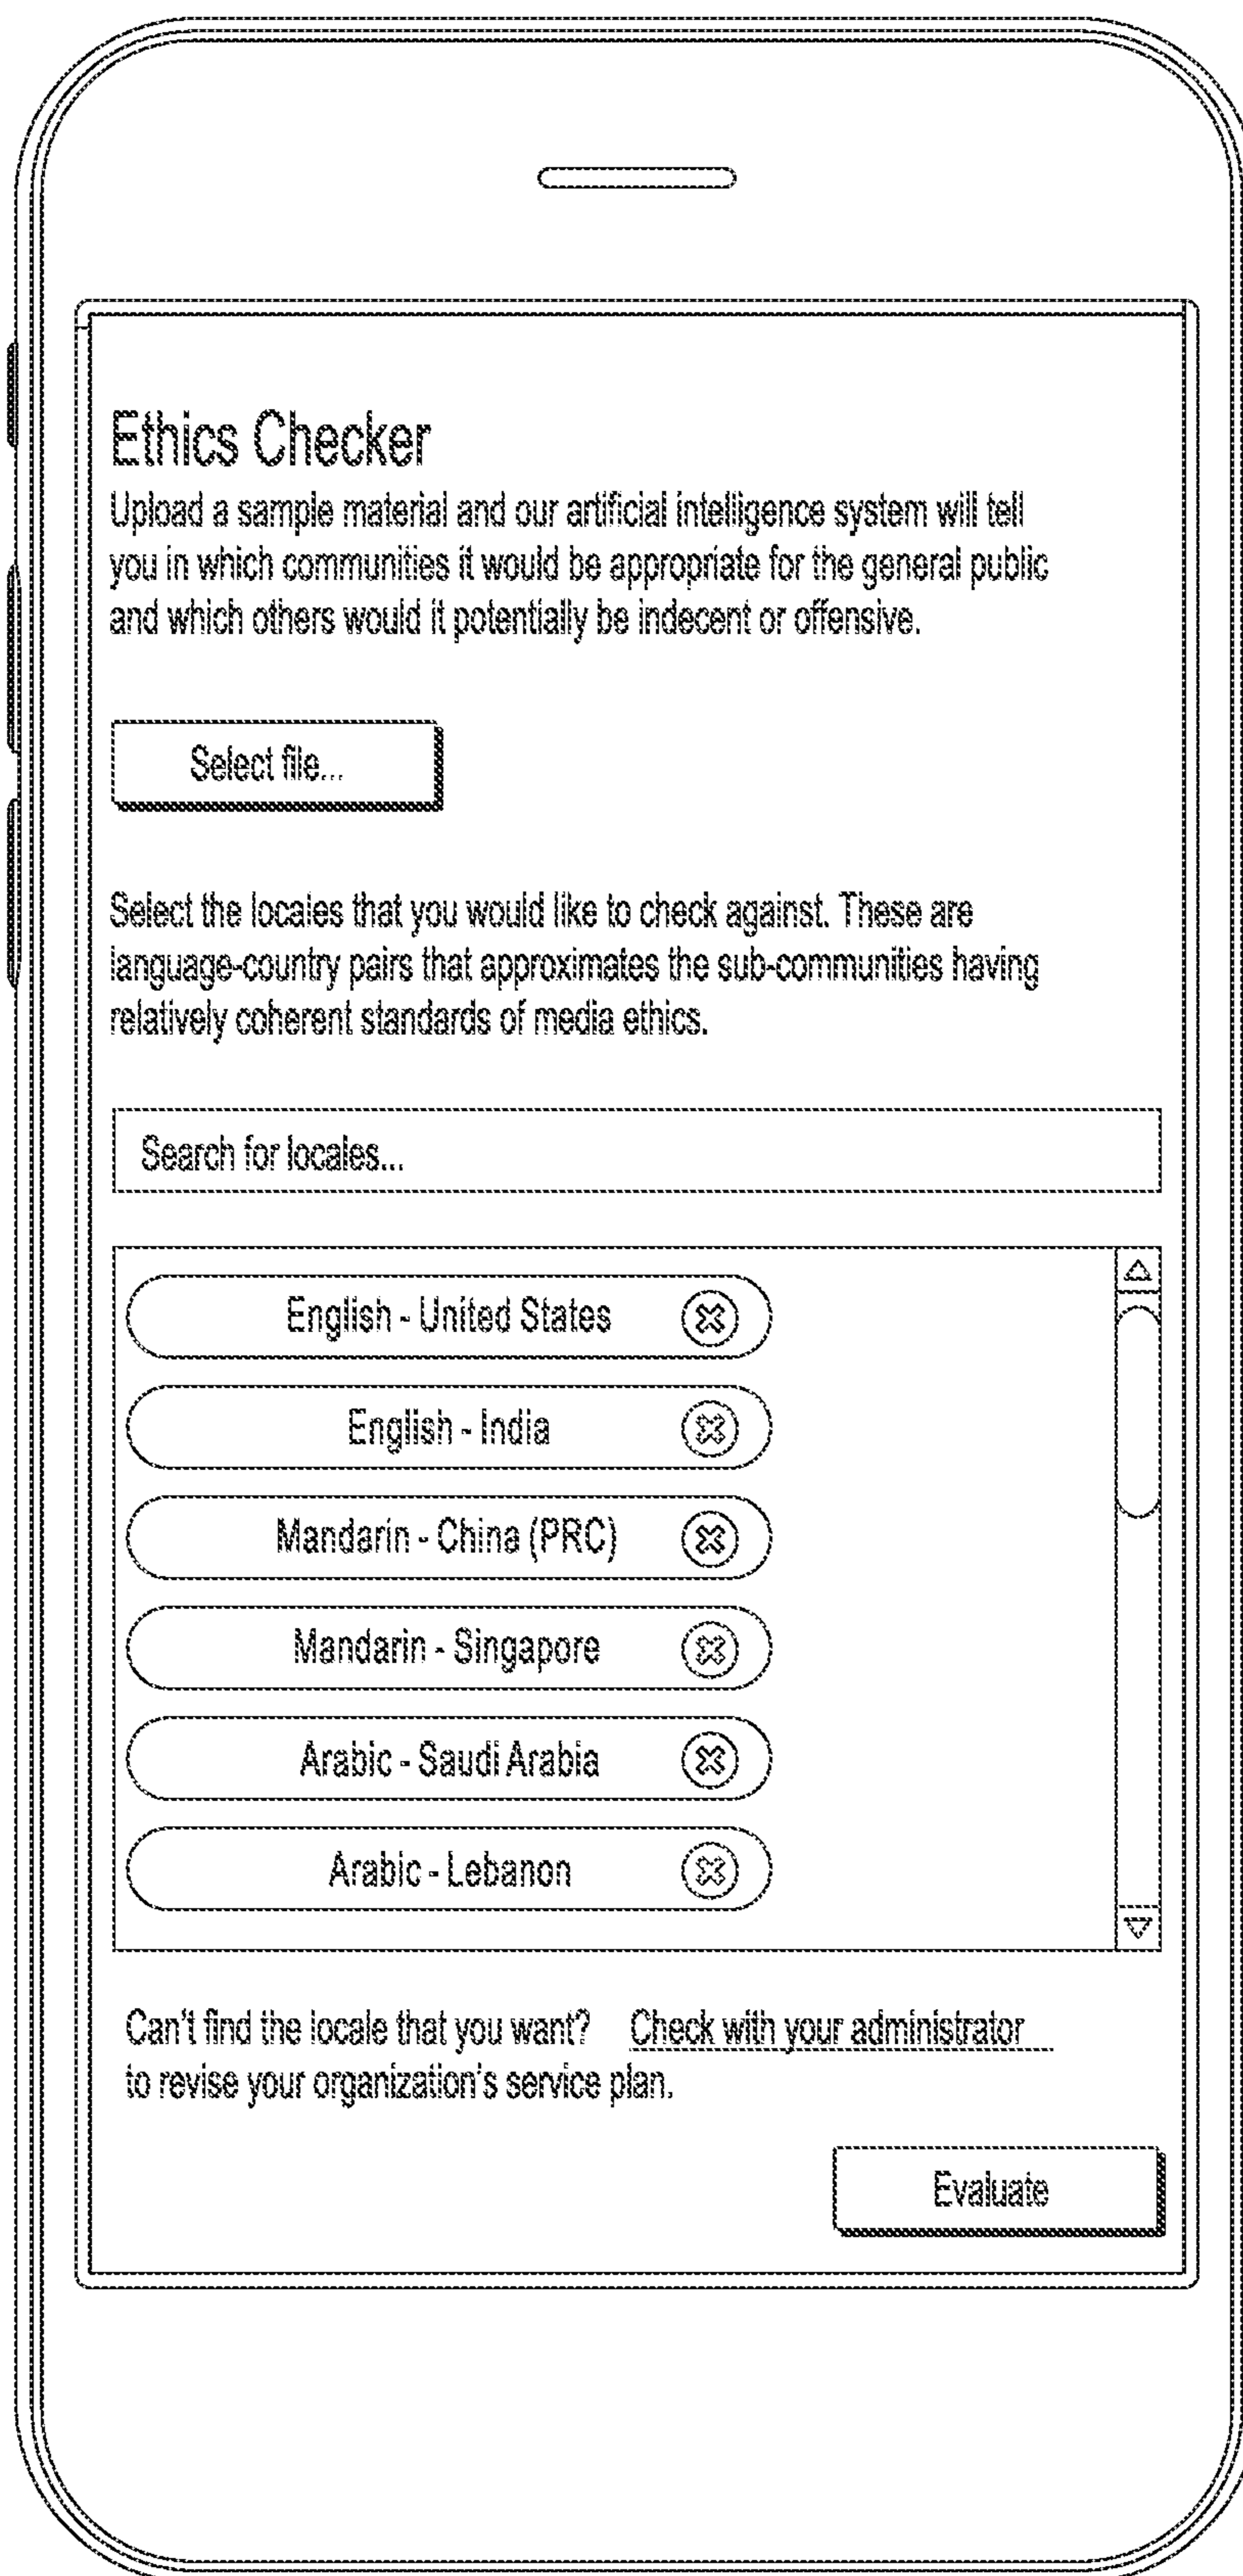 Ethics Checker
Upload a sample material and our artificial intelligence system will tell
you in which communities it would be appropriate for the general public
and which others would it potentially be indecent or offensive.
Select file...
Select the locales that you would like to check against. These are
language-country pairs that approximates the sub-communities having
relatively coherent standards of media ethics.
Search for locales...
English - United States
English - India
Mandarin - China (PRC)
Mandarin - Singapore
Arabic - Saudi Arabia
Arabic - Lebanon
Can't find the locale that you want? Check with your administrator
to revise your organization's service plan.
Evaluate